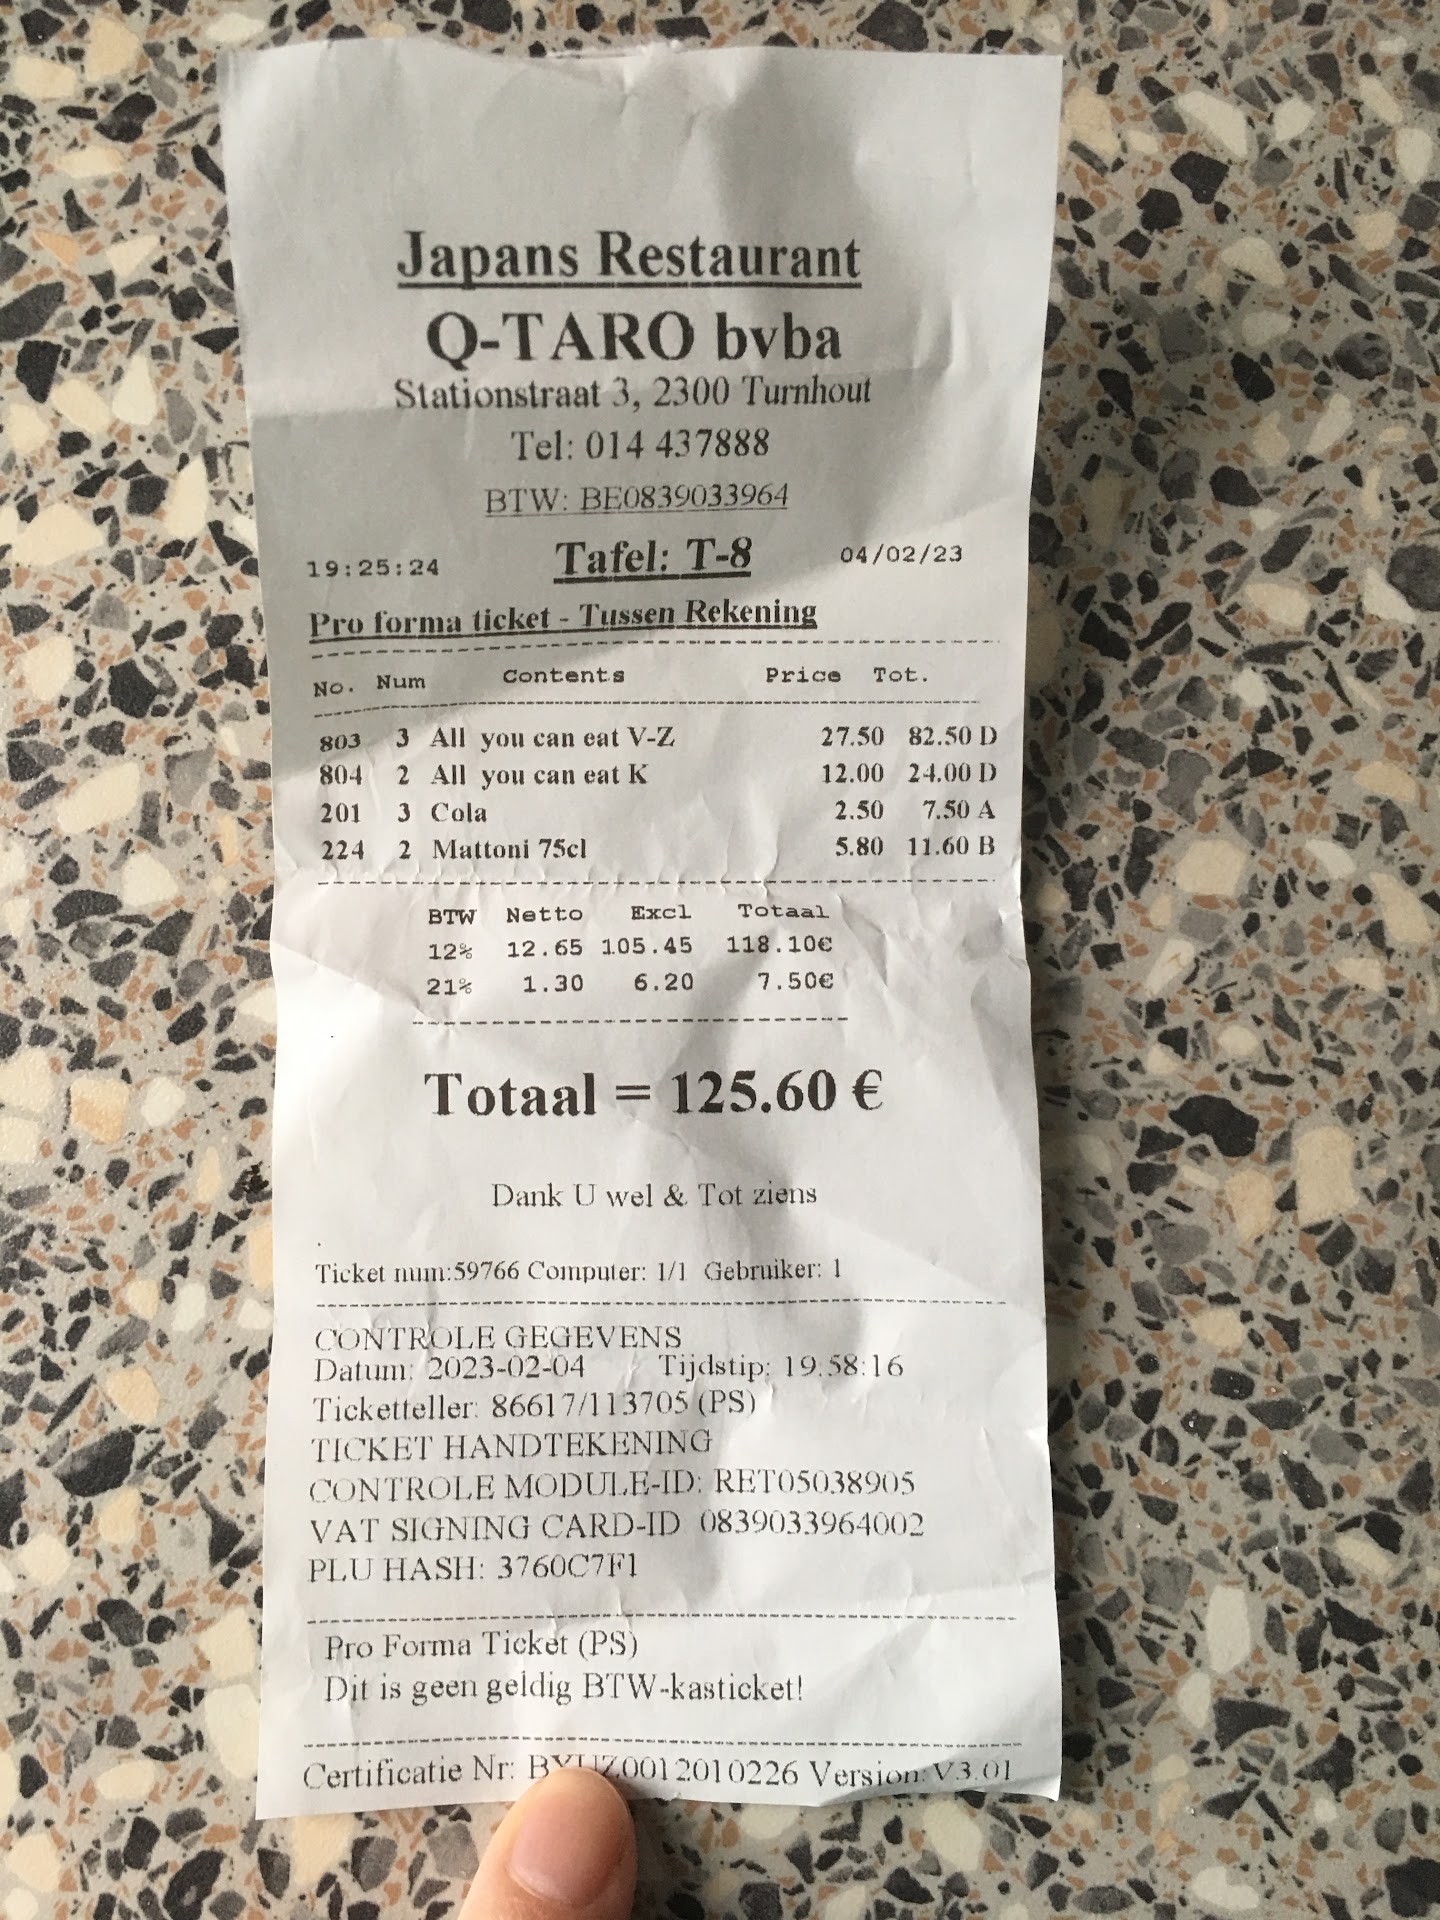 Japans Restaurant
Q-TARO bvba
Stationstraat 3, 2300 Turnhout
Tel: 014 437888
BTW: BE0839033964
19:25:24 Tafel: T-8 04/02/23
Pro forma ticket - Tussen Rekening
No. Num Contents Price Tot.
803 3 All you can eat V-Z 27.50 82.50 D
804 2 All you can eat K 12.00 24.00 D
201 3 Cola 2.50 7.50 A
224 2 Mattoni 75cl 5.80 11.60 B
BTW Netto Excl Totaal
12% 12.65 105.45 118.10€
21% 1.30 6.20 7.50€
Totaal = 125.60 €
Dank U wel & Tot ziens
Ticket num:59766 Computer: 1/1 Gebruiker: 1
CONTROLE GEGEVENS
Datum: 2023-02-04 Tijdstip: 19:58:16
Ticketteller: 86617/113705 (PS)
TICKET HANDTEKENING
CONTROLE MODULE-ID: RET05038905
VAT SIGNING CARD-ID 0839033964002
PLU HASH: 3760C7F1
Pro Forma Ticket (PS)
Dit is geen geldig BTW-kasticket!
Certificatie Nr: Version: V3.01